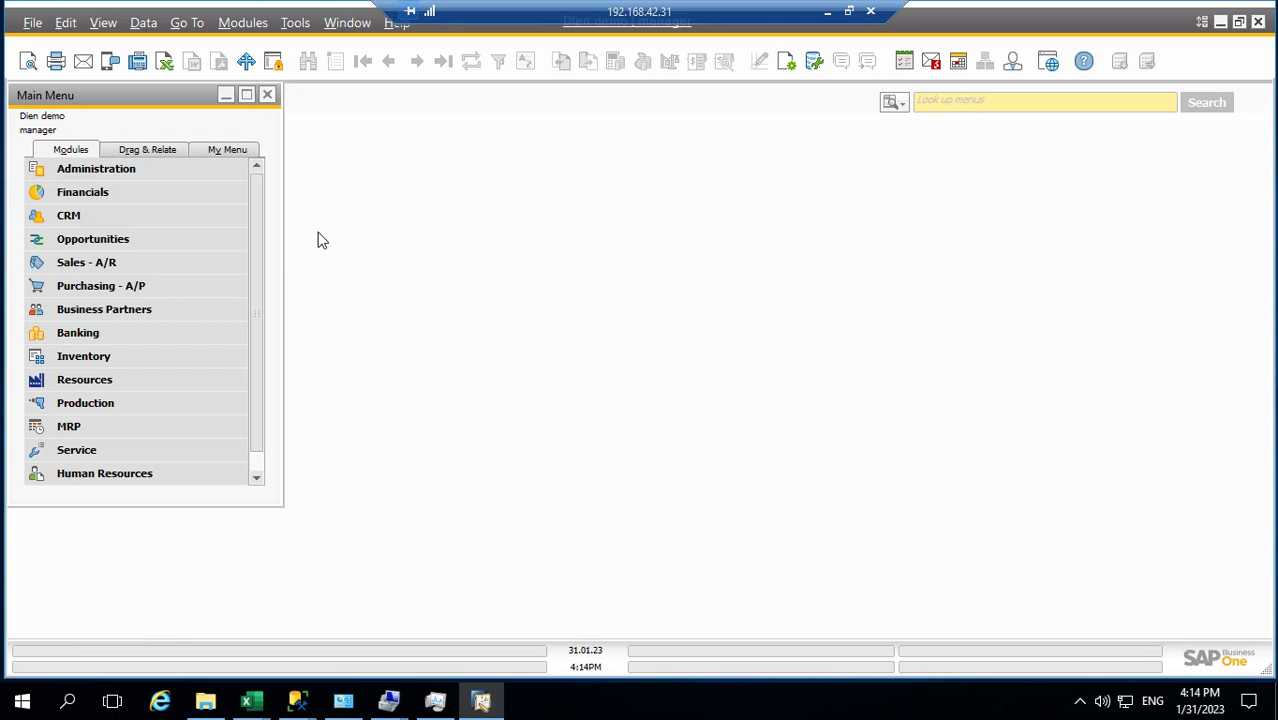 192.168.42.31
File Edit View Data Go To Modules Tools Window Help
Dien demo | manager
Main Menu
Dien demo
manager
Modules Drag & Relate My Menu
Look up menus Search
Administration
Financials
CRM
Opportunities
Sales - A/R
Purchasing - A/P
Business Partners
Banking
Inventory
Resources
Production
MRP
Service
Human Resources
31.01.23
4:14PM
SAP Business One
ENG
4:14 PM
1/31/2023